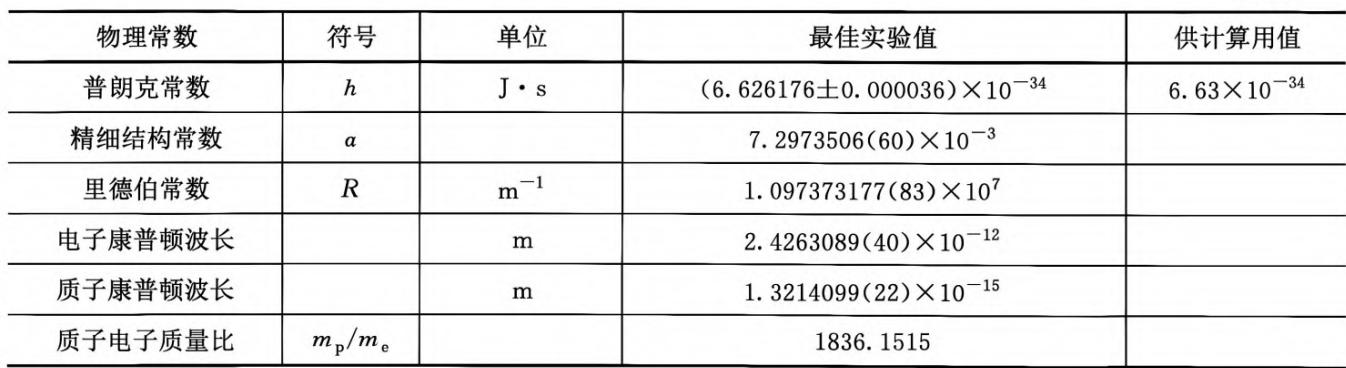 物理常数 符号 单位 最佳实验值 供计算用值
普朗克常数 h J·s (6.626176±0.000036)×10⁻³⁴ 6.63×10⁻³⁴
精细结构常数 a 7.2973506(60)×10⁻³
里德伯常数 R m⁻¹ 1.097373177(83)×10⁷
电子康普顿波长 m 2.4263089(40)×10⁻¹²
质子康普顿波长 m 1.3214099(22)×10⁻¹⁵
质子电子质量比 mₚ/mₑ 1836.1515